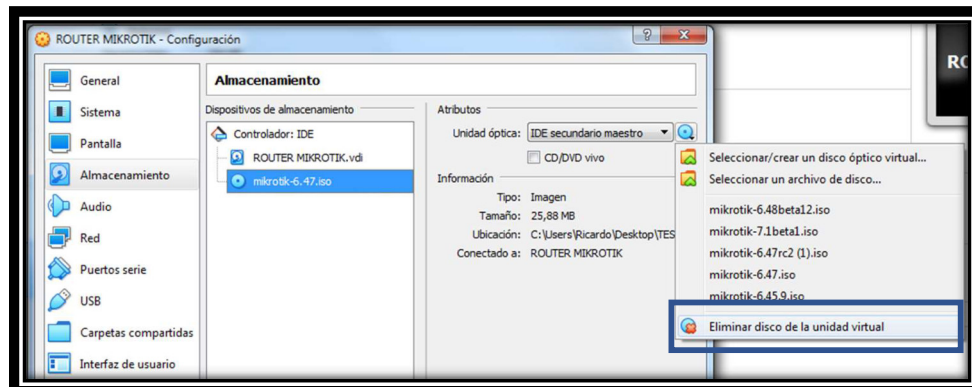 ROUTER MIKROTIK - Configuración
General
Sistema
Pantalla
Almacenamiento
Audio
Red
Puertos serie
USB
Carpetas compartidas
Interfaz de usuario
Almacenamiento
Dispositivos de almacenamiento
Controlador: IDE
ROUTER MIKROTIK.vdi
mikrotik-6.47.iso
Atributos
Unidad óptica: IDE secundario maestro
CD/DVD vivo
Información
Tipo: Imagen
Tamaño: 25,88 MB
Ubicación: C:\Users\Ricardo\Desktop\TES
Conectado a: ROUTER MIKROTIK
Seleccionar/crear un disco óptico virtual...
Seleccionar un archivo de disco...
mikrotik-6.48beta12.iso
mikrotik-7.1beta1.iso
mikrotik-6.47rc2 (1).iso
mikrotik-6.47.iso
mikrotik-6.45.9.iso
Eliminar disco de la unidad virtual